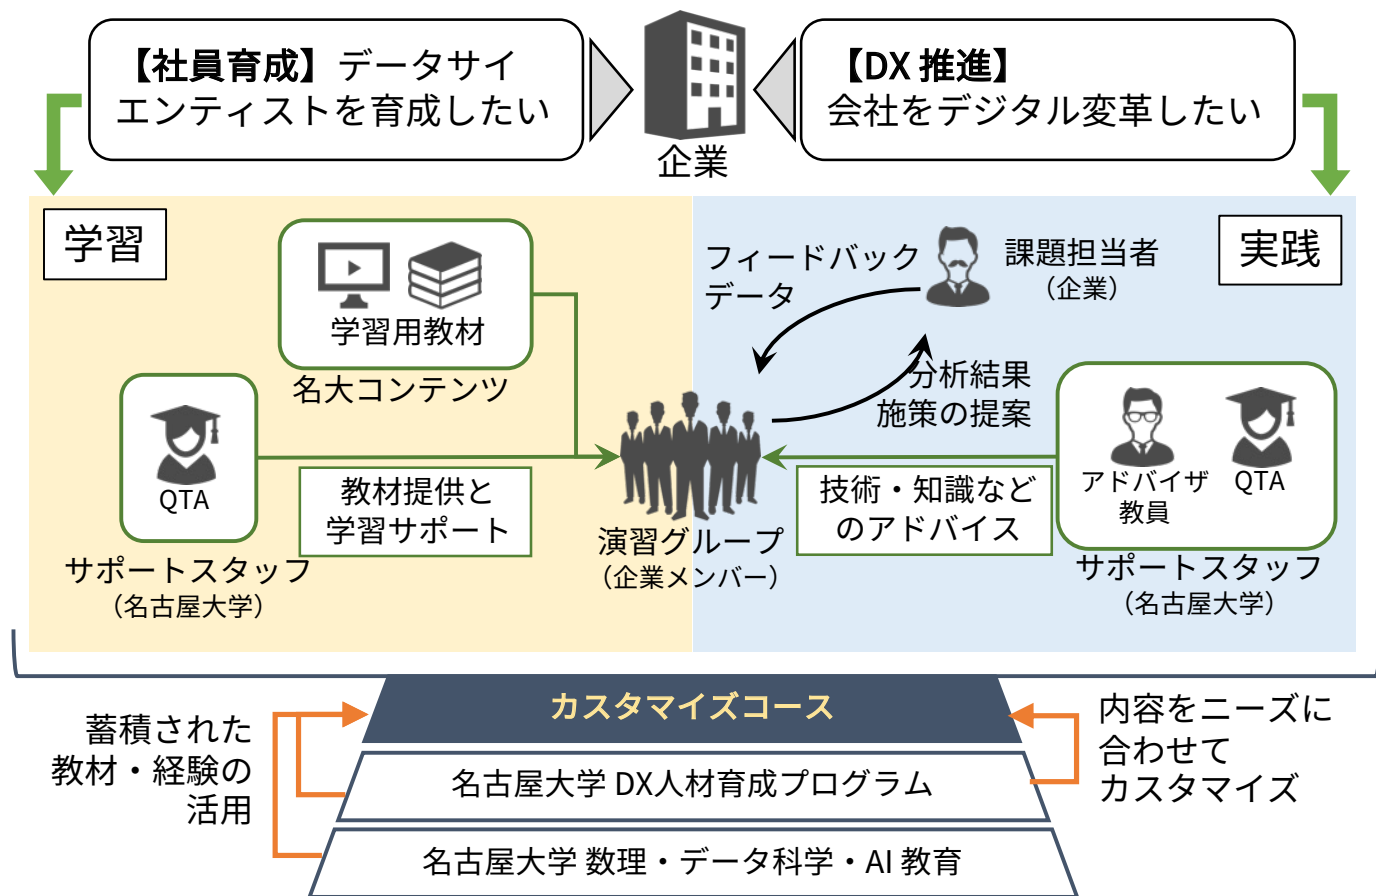 【社員育成】データサイ
エンティストを育成したい
企業
【DX 推進】
会社をデジタル変革したい
学習
学習用教材
名大コンテンツ
QTA
サポートスタッフ
（名古屋大学）
教材提供と
学習サポート
演習グループ
（企業メンバー）
実践
フィードバック
データ
課題担当者
（企業）
分析結果
施策の提案
技術・知識など
のアドバイス
アドバイザ
教員
QTA
サポートスタッフ
（名古屋大学）
カスタマイズコース
蓄積された
教材・経験の
活用
内容をニーズに
合わせて
カスタマイズ
名古屋大学 DX人材育成プログラム
名古屋大学 数理・データ科学・AI 教育